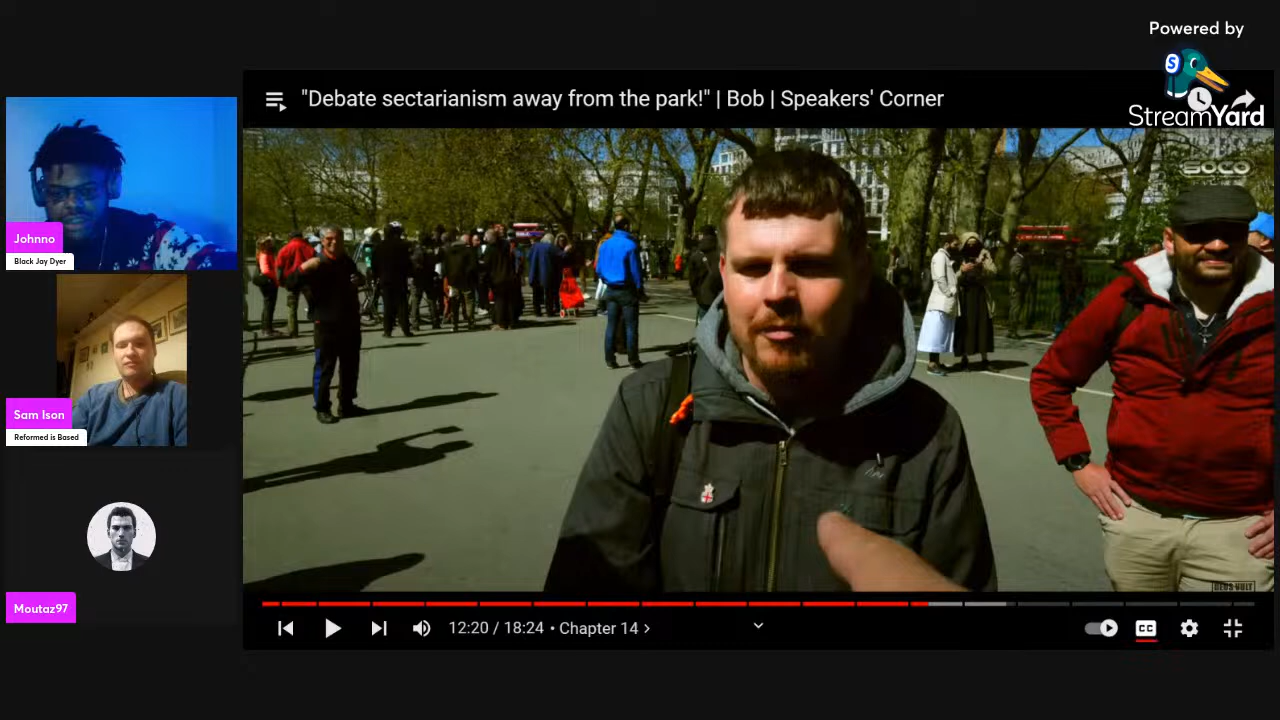 Powered by
StreamYard
"Debate sectarianism away from the park!" | Bob | Speakers' Corner
SOCO
Johnno
Black Jay Dyer
Sam Ison
Reformed is Based
Moutaz97
12:20 / 18:24 • Chapter 14 ›
CC